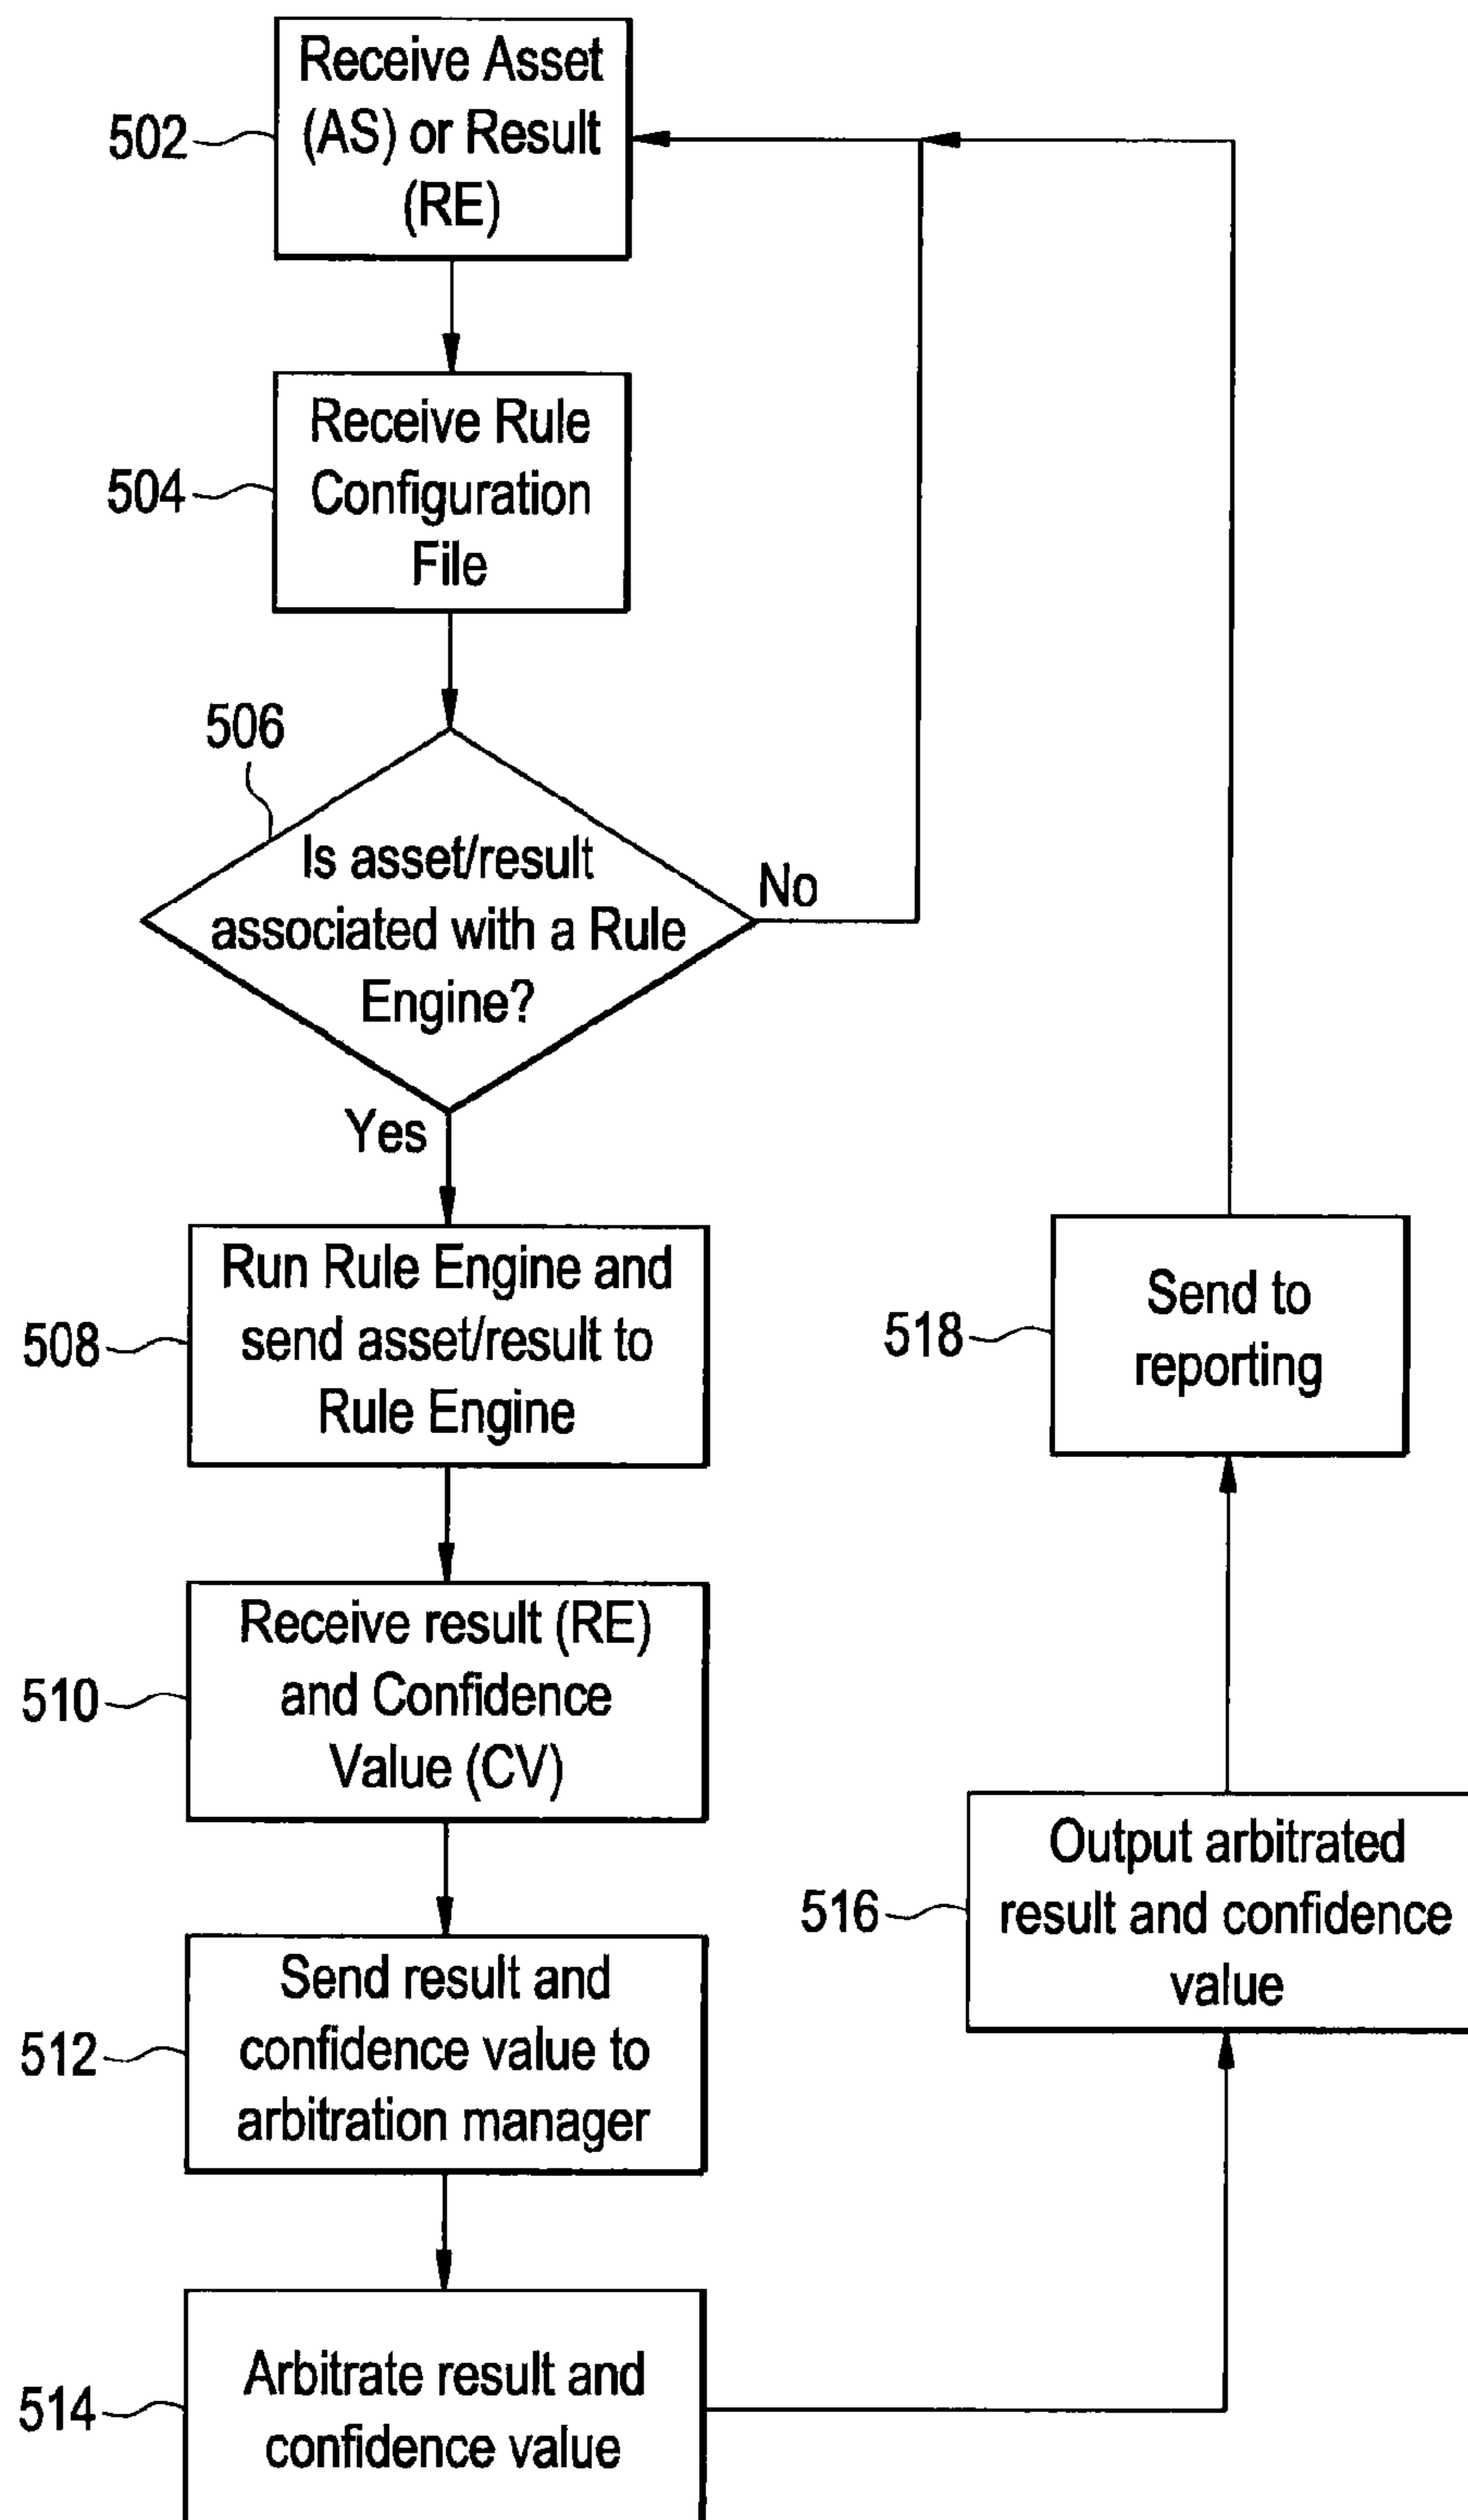 502
Receive Asset
(AS) or Result
(RE)
504
Receive Rule
Configuration
File
506
Is asset/result
associated with a Rule
Engine?
No
Yes
508
Run Rule Engine and
send asset/result to
Rule Engine
510
Receive result (RE)
and Confidence
Value (CV)
512
Send result and
confidence value to
arbitration manager
514
Arbitrate result and
confidence value
516
Output arbitrated
result and confidence
value
518
Send to
reporting